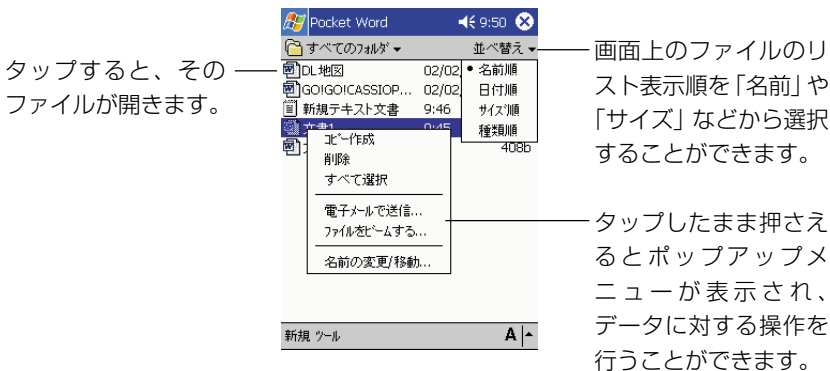 タップすると、その
ファイルが開きます。
Pocket Word 9:50
すべてのフォルダ 並べ替え
DL地図 02/02
GO!GO!CASSIOP... 02/02
新規テキスト文書 9:46
文書1 0:45
408b
名前順
日付順
サイズ順
種類順
コピー作成
削除
すべて選択
電子メールで送信...
ファイルをビームする...
名前の変更/移動...
新規 ツール A
画面上のファイルのリ
スト表示順を「名前」や
「サイズ」などから選択
することができます。
タップしたまま押さえ
るとポップアップメ
ニューが表示され、
データに対する操作を
行うことができます。